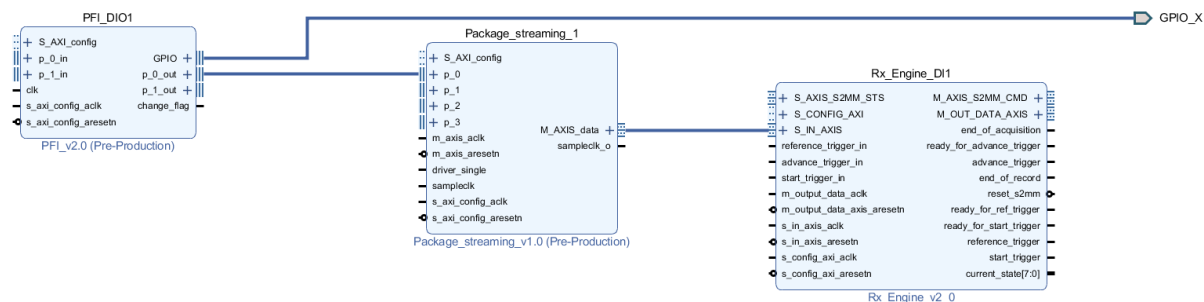 PFI_DIO1
S_AXI_config
p_0_in
p_1_in
clk
s_axi_config_aclk
s_axi_config_aresetn
GPIO
p_0_out
p_1_out
change_flag
PFI_v2.0 (Pre-Production)
GPIO_X
Package_streaming_1
S_AXI_config
p_0
p_1
p_2
p_3
m_axis_aclk
m_axis_aresetn
driver_single
sampleclk
s_axi_config_aclk
s_axi_config_aresetn
M_AXIS_data
sampleclk_o
Package_streaming_v1.0 (Pre-Production)
Rx_Engine_DI1
S_AXIS_S2MM_STS
S_CONFIG_AXI
S_IN_AXIS
reference_trigger_in
advance_trigger_in
start_trigger_in
m_output_data_aclk
m_output_data_axis_aresetn
s_in_axis_aclk
s_in_axis_aresetn
s_config_axi_aclk
s_config_axi_aresetn
M_AXIS_S2MM_CMD
M_OUT_DATA_AXIS
end_of_acquisition
ready_for_advance_trigger
advance_trigger
end_of_record
reset_s2mm
ready_for_ref_trigger
ready_for_start_trigger
reference_trigger
start_trigger
current_state[7:0]
Rx_Engine_v2_0